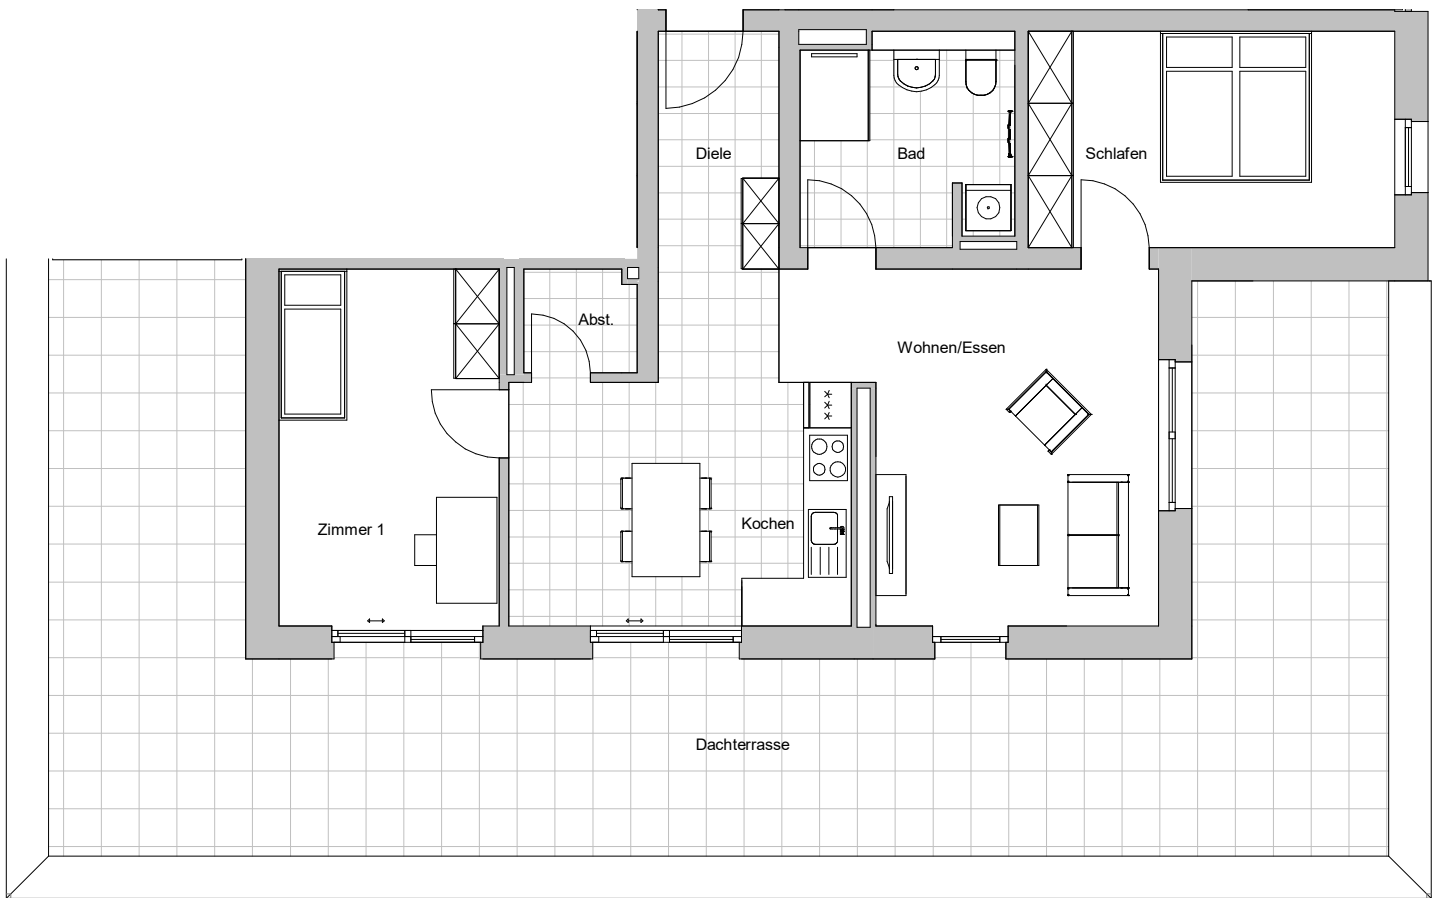 Diele
Bad
Schlafen
Abst.
Wohnen/Essen
Zimmer 1
Kochen
Dachterrasse